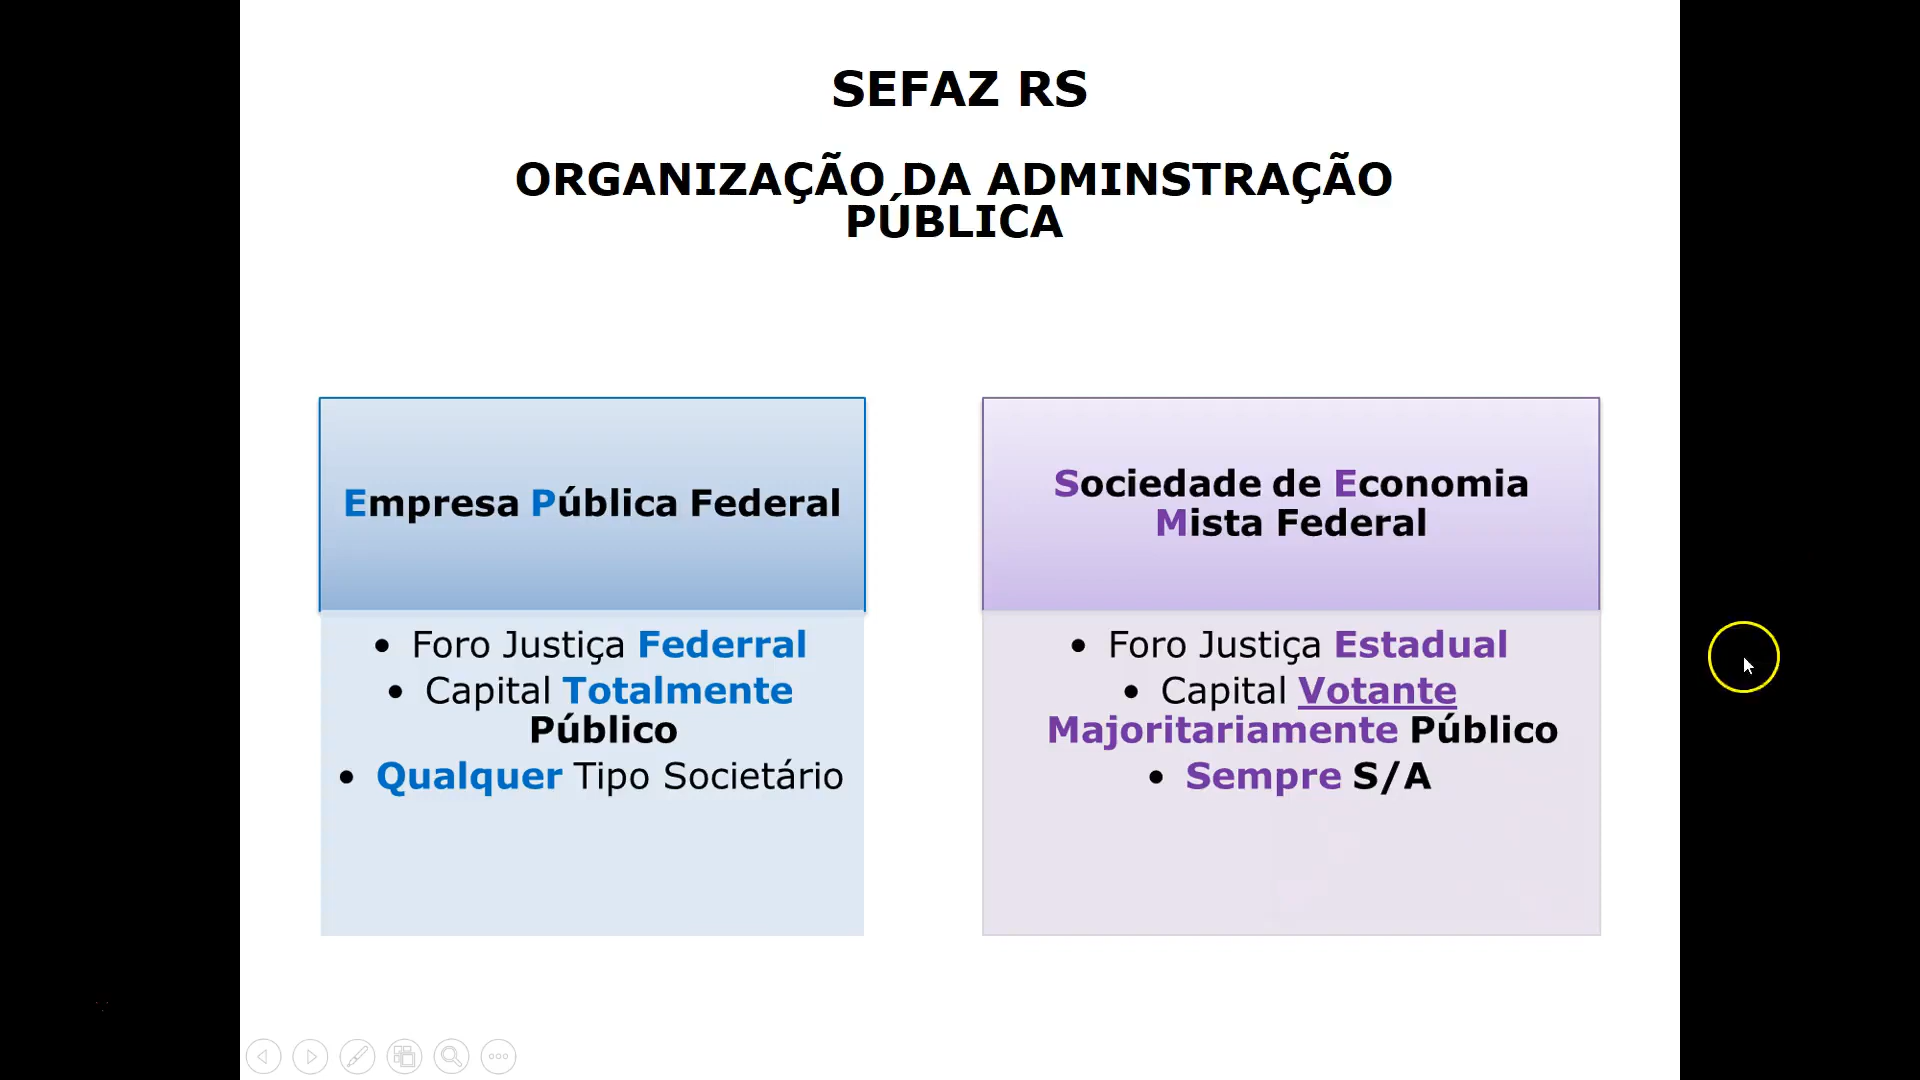 SEFAZ RS
ORGANIZAÇÃO DA ADMINSTRAÇÃO
PÚBLICA
Empresa Pública Federal
• Foro Justiça Federral
• Capital Totalmente
Público
• Qualquer Tipo Societário
Sociedade de Economia
Mista Federal
• Foro Justiça Estadual
• Capital Votante
Majoritariamente Público
• Sempre S/A